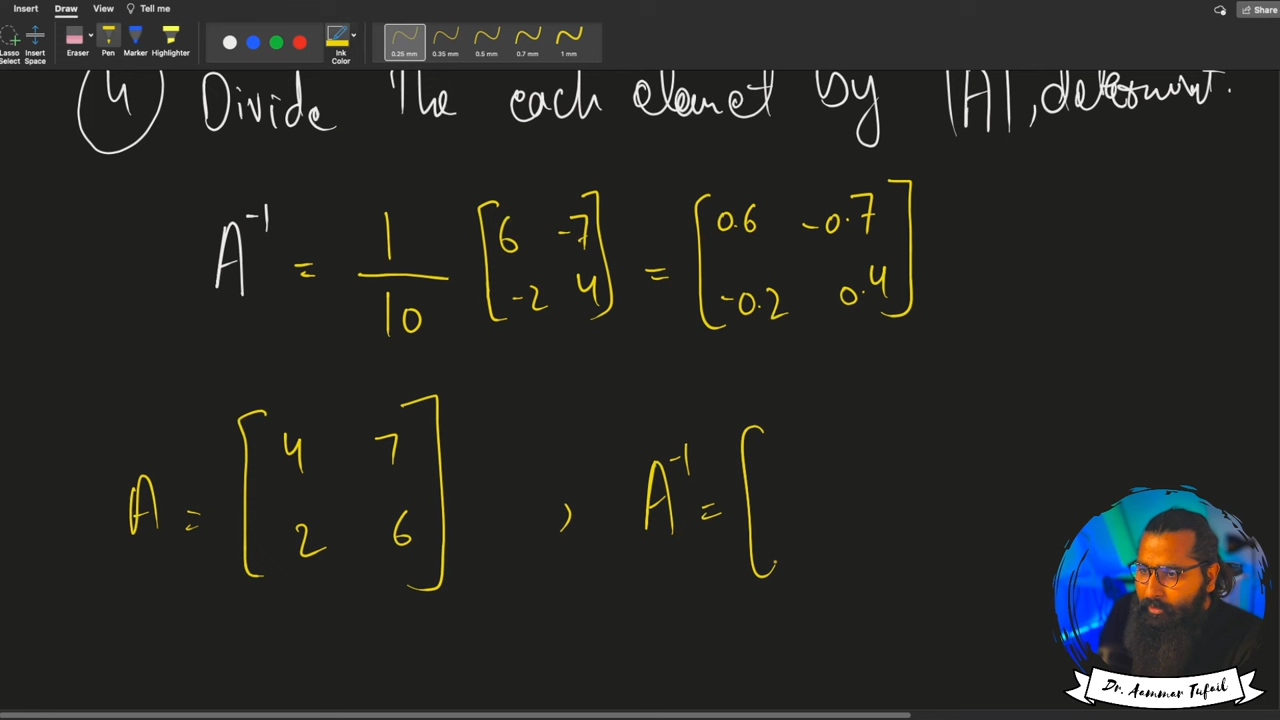 Insert Draw View Tell me
Share
Lasso Select Insert Space Eraser Pen Marker Highlighter Ink Color 0.25 mm 0.35 mm 0.5 mm 0.7 mm 1 mm
4 Divide The each elemet by |A|, determint.
A⁻¹ = 1/10 [6 -7; -2 4] = [0.6 -0.7; -0.2 0.4]
A = [4 7; 2 6] , A⁻¹ = [
Dr. Aammar Tufail